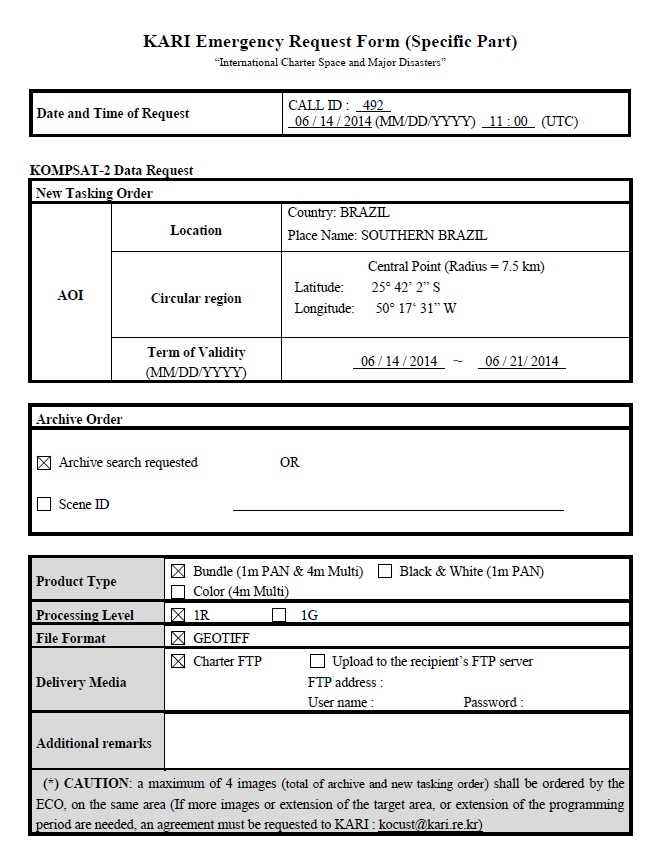 KARI Emergency Request Form (Specific Part)
“International Charter Space and Major Disasters”
Date and Time of Request
CALL ID : 492
06 / 14 / 2014 (MM/DD/YYYY) 11 : 00 (UTC)
KOMPSAT-2 Data Request
New Tasking Order
AOI
Location
Country: BRAZIL
Place Name: SOUTHERN BRAZIL
Circular region
Central Point (Radius = 7.5 km)
Latitude: 25° 42’ 2” S
Longitude: 50° 17‘ 31” W
Term of Validity
(MM/DD/YYYY)
06 / 14 / 2014 ~ 06 / 21/ 2014
Archive Order
☒ Archive search requested OR
☐ Scene ID
Product Type
☒ Bundle (1m PAN & 4m Multi) ☐ Black & White (1m PAN)
☐ Color (4m Multi)
Processing Level ☒ 1R ☐ 1G
File Format ☒ GEOTIFF
Delivery Media
☒ Charter FTP ☐ Upload to the recipient’s FTP server
FTP address :
User name : Password :
Additional remarks
(*) CAUTION: a maximum of 4 images (total of archive and new tasking order) shall be ordered by the
ECO, on the same area (If more images or extension of the target area, or extension of the programming
period are needed, an agreement must be requested to KARI : kocust@kari.re.kr)